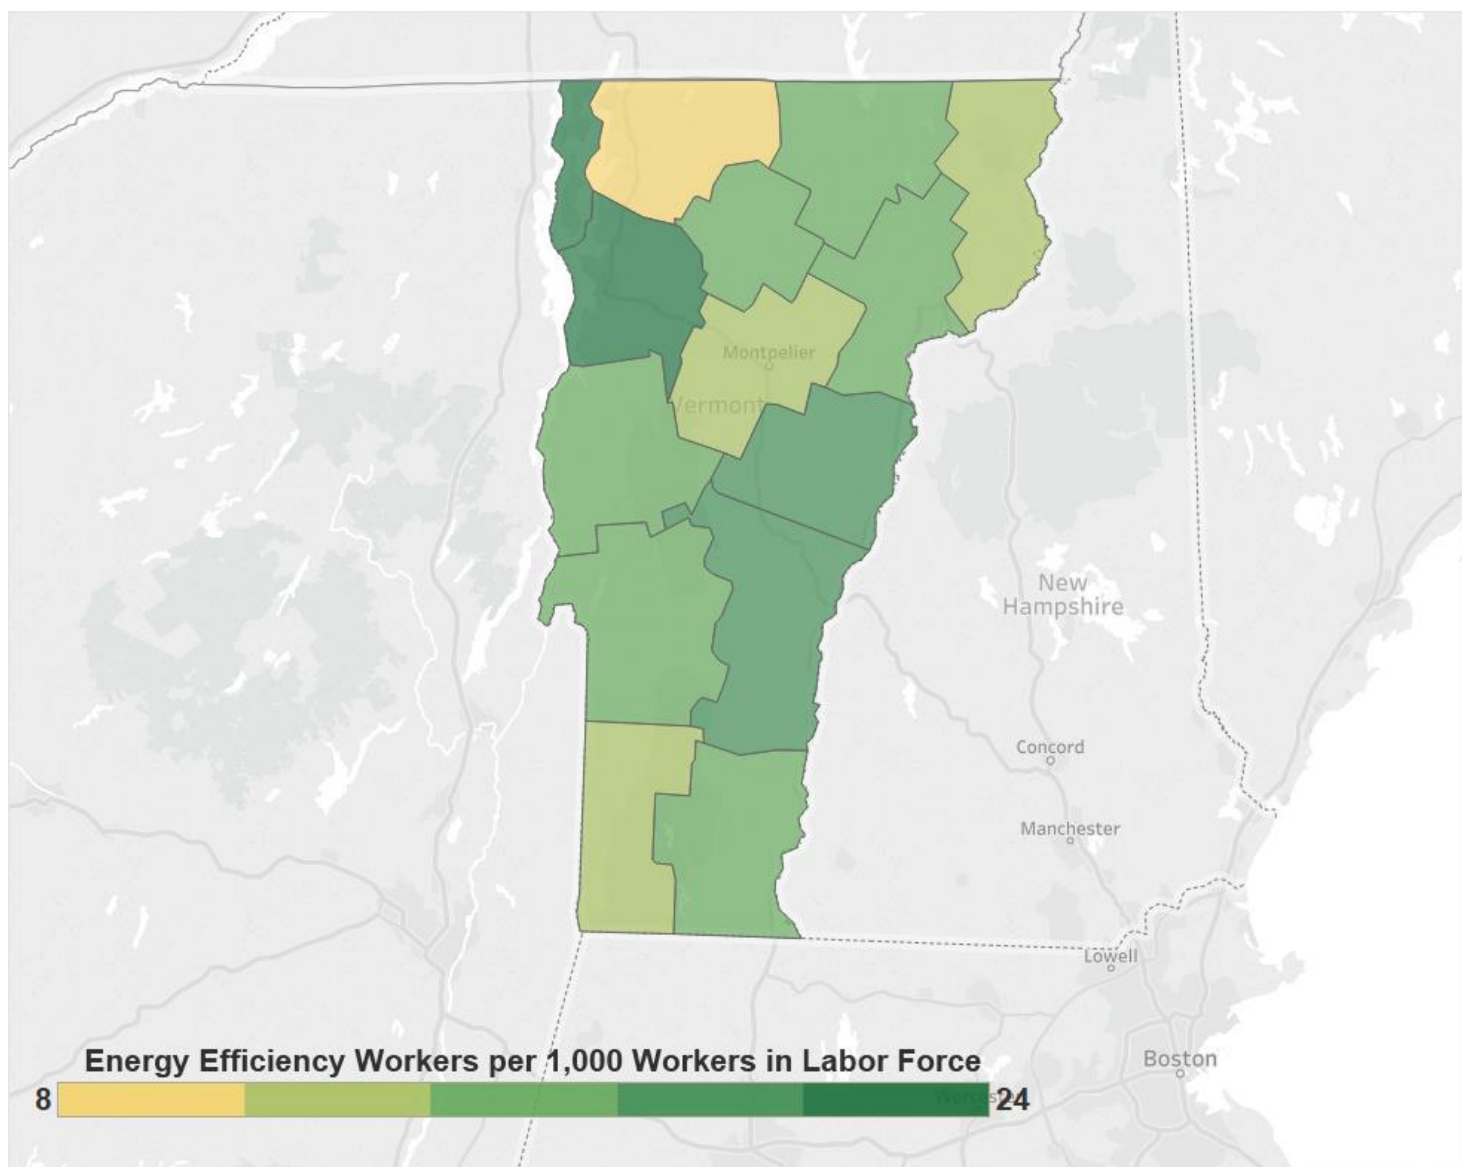 Montpelier
Vermont
New
Hampshire
Concord
Manchester
Lowell
Boston
Energy Efficiency Workers per 1,000 Workers in Labor Force
8
Worcester
24